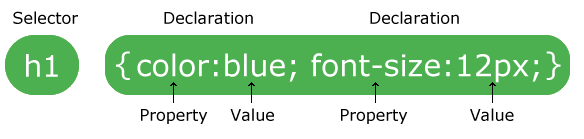 Selector Declaration Declaration
h1 {color:blue; font-size:12px;}
Property Value Property Value